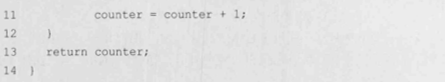 11 counter = counter + 1;
12 }
13 return counter;
14 }